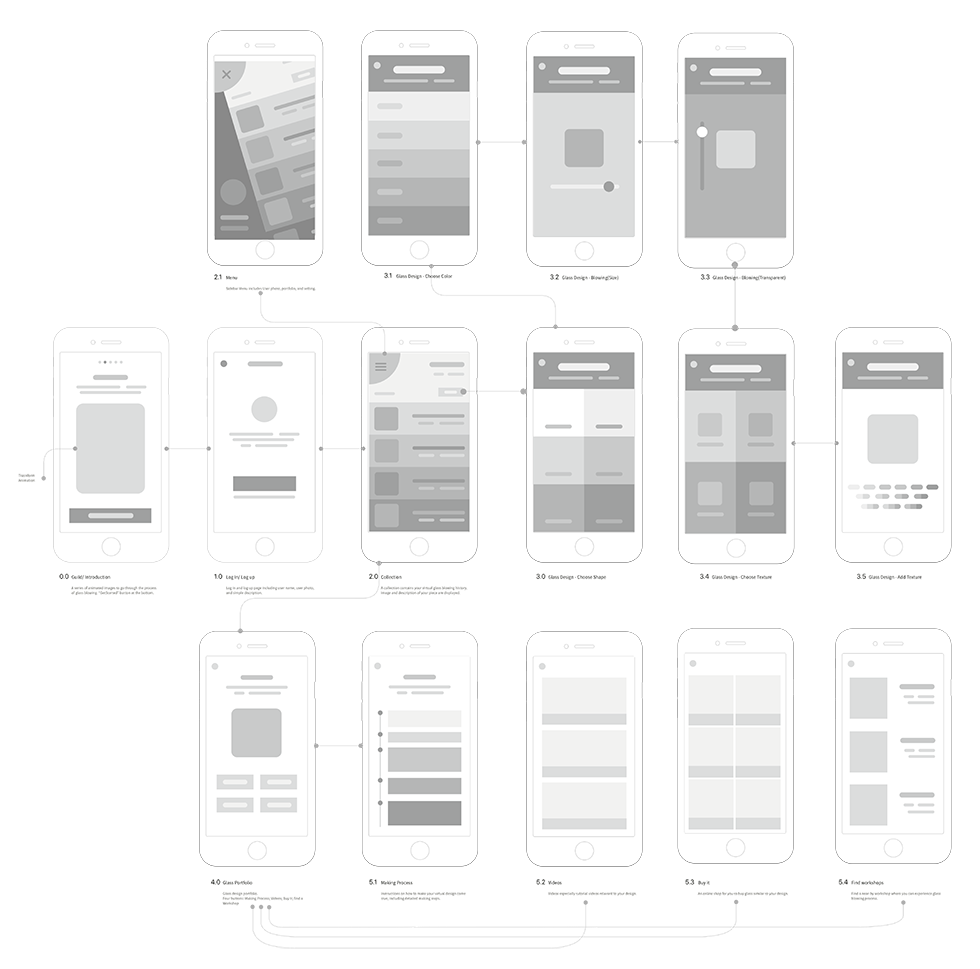 2.1 Menu
Sidebar menu, includes User photo, portfolio, and setting.
3.1 Glass Design - Choose Color
3.2 Glass Design - Blowing(Size)
3.3 Glass Design - Blowing(Transparent)
Transform
Animation
0.0 Guild/ Introduction
A series of animated images to go through the process
of glass blowing. "Get Started" button at the bottom.
1.0 Log in/ Log up
Log in and log up page including user name, user photo,
and simple description.
2.0 Collection
A collection contains your virtual glass blowing history.
Image and description of your piece are displayed.
3.0 Glass Design - Choose Shape
3.4 Glass Design - Choose Texture
3.5 Glass Design - Add Texture
4.0 Glass Portfolio
Glass design portfolio.
Four buttons: Making Process, Videos, Buy it, Find a
Workshop
5.1 Making Process
Instructions on how to make your virtual design come
true, including detailed making steps.
5.2 Videos
Videos especially tutorial videos related to your design.
5.3 Buy it
An online shop for you to buy glass similar to your design.
5.4 Find workshops
Find a near by workshop where you can experience glass
blowing process.